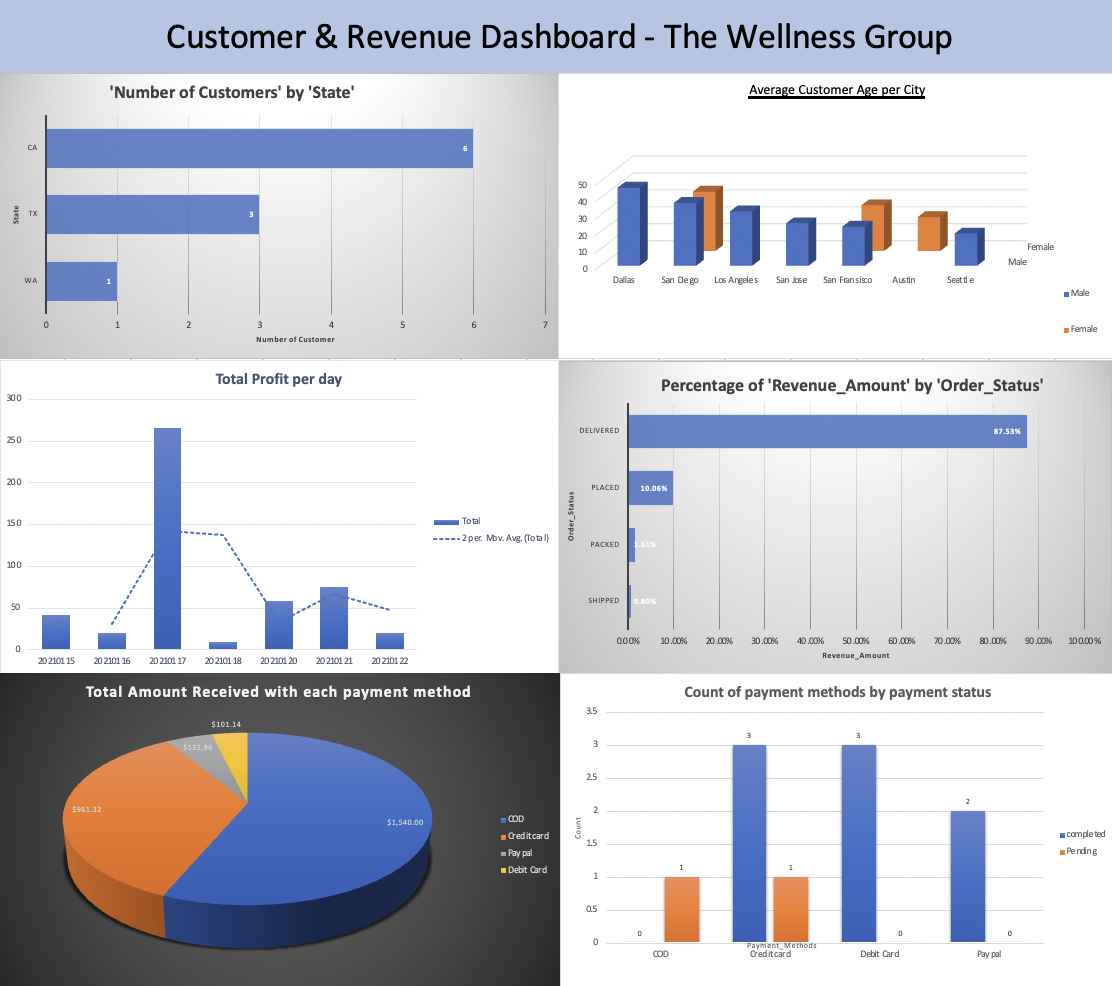 Customer & Revenue Dashboard - The Wellness Group
'Number of Customers' by 'State'
State
CA
6
TX
3
WA
1
0 1 2 3 4 5 6 7
Number of Customer
Average Customer Age per City
50
40
30
20
10
0
Dallas San Diego Los Angeles San Jose San Fransisco Austin Seattle
Female
Male
Male
Female
Total Profit per day
300
250
200
150
100
50
0
20210115 20210116 20210117 20210118 20210120 20210121 20210122
Total
2 per. Mov. Avg. (Total)
Percentage of 'Revenue_Amount' by 'Order_Status'
Order_Status
DELIVERED
87.53%
PLACED
10.06%
PACKED
1.61%
SHIPPED
0.80%
0.00% 10.00% 20.00% 30.00% 40.00% 50.00% 60.00% 70.00% 80.00% 90.00% 100.00%
Revenue_Amount
Total Amount Received with each payment method
$101.14
$131.96
$961.32
$1,540.00
COD
Credit card
Paypal
Debit Card
Count of payment methods by payment status
3.5
3
2.5
2
1.5
1
0.5
0
Count
0 1 3 1 3 0 2 0
Payment_Methods
COD Credit card Debit Card Paypal
completed
Pending